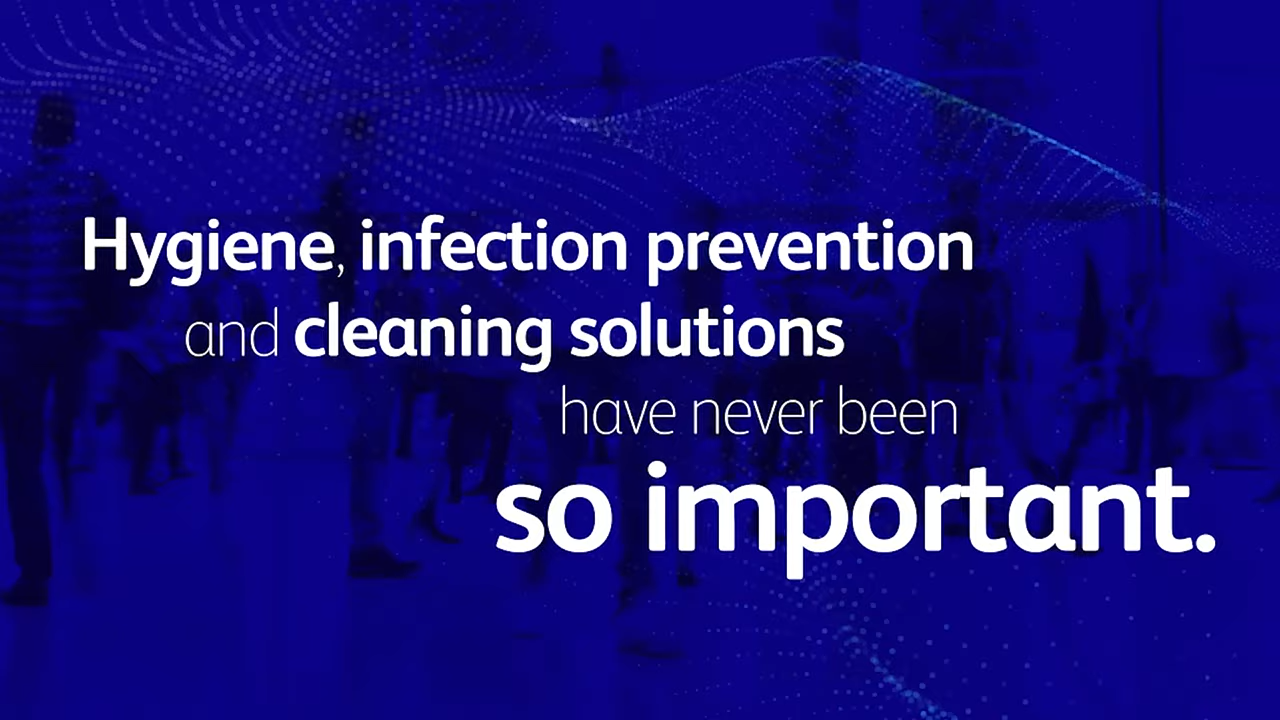 Hygiene, infection prevention
and cleaning solutions
have never been
so important.